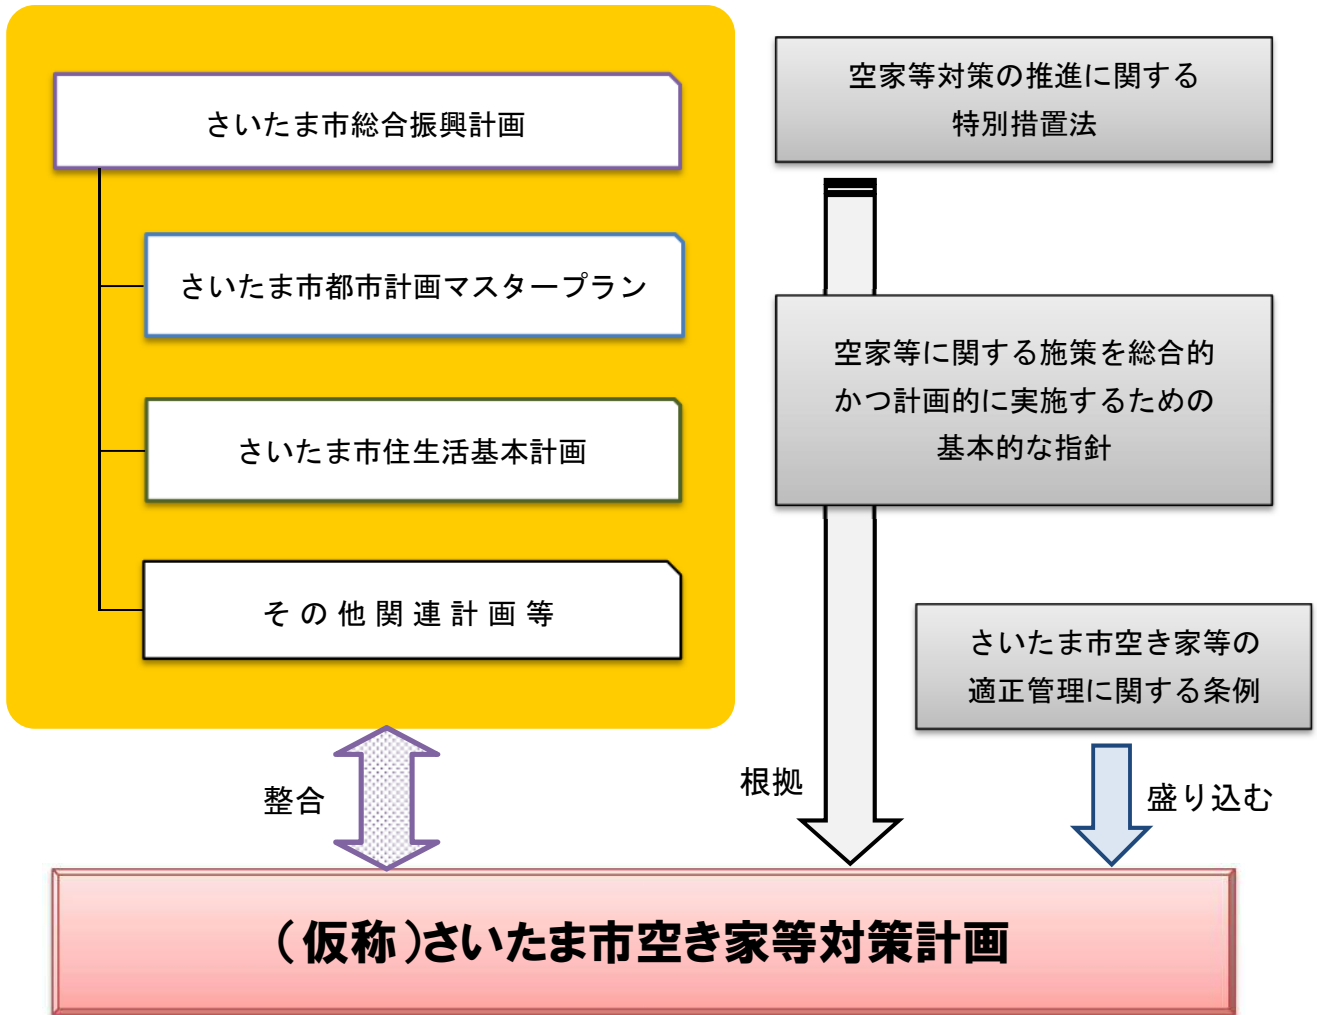 さいたま市総合振興計画
さいたま市都市計画マスタープラン
さいたま市住生活基本計画
その他関連計画等
空家等対策の推進に関する
特別措置法
空家等に関する施策を総合的
かつ計画的に実施するための
基本的な指針
さいたま市空き家等の
適正管理に関する条例
整合
根拠
盛り込む
（仮称）さいたま市空き家等対策計画